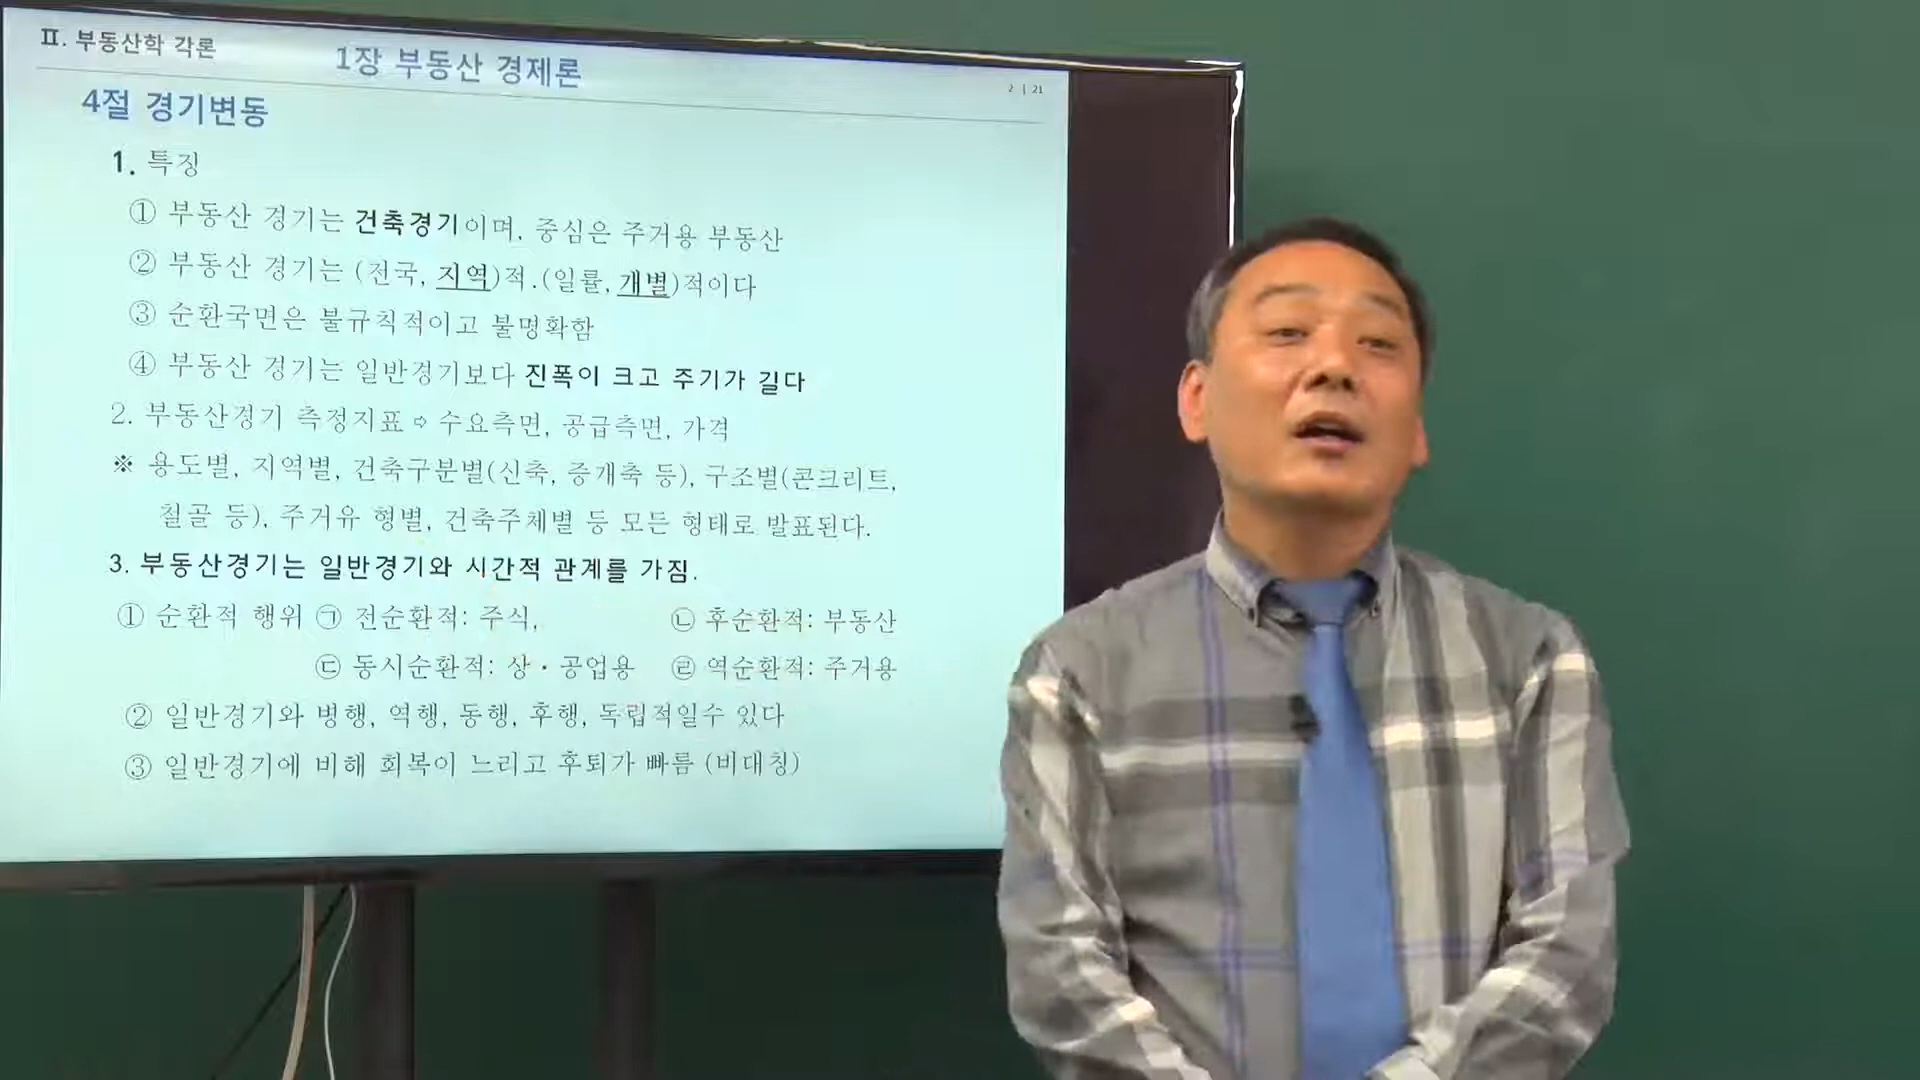 Ⅱ. 부동산학 각론
1장 부동산 경제론
2 | 21
4절 경기변동
1. 특징
① 부동산 경기는 건축경기이며, 중심은 주거용 부동산
② 부동산 경기는 (전국, 지역)적.(일률, 개별)적이다
③ 순환국면은 불규칙적이고 불명확함
④ 부동산 경기는 일반경기보다 진폭이 크고 주기가 길다
2. 부동산경기 측정지표 ⇨ 수요측면, 공급측면, 가격
※ 용도별, 지역별, 건축구분별(신축, 증개축 등), 구조별(콘크리트,
철골 등), 주거유 형별, 건축주체별 등 모든 형태로 발표된다.
3. 부동산경기는 일반경기와 시간적 관계를 가짐.
① 순환적 행위 ㉠ 전순환적: 주식, ㉡ 후순환적: 부동산
㉢ 동시순환적: 상·공업용 ㉣ 역순환적: 주거용
② 일반경기와 병행, 역행, 동행, 후행, 독립적일수 있다
③ 일반경기에 비해 회복이 느리고 후퇴가 빠름 (비대칭)